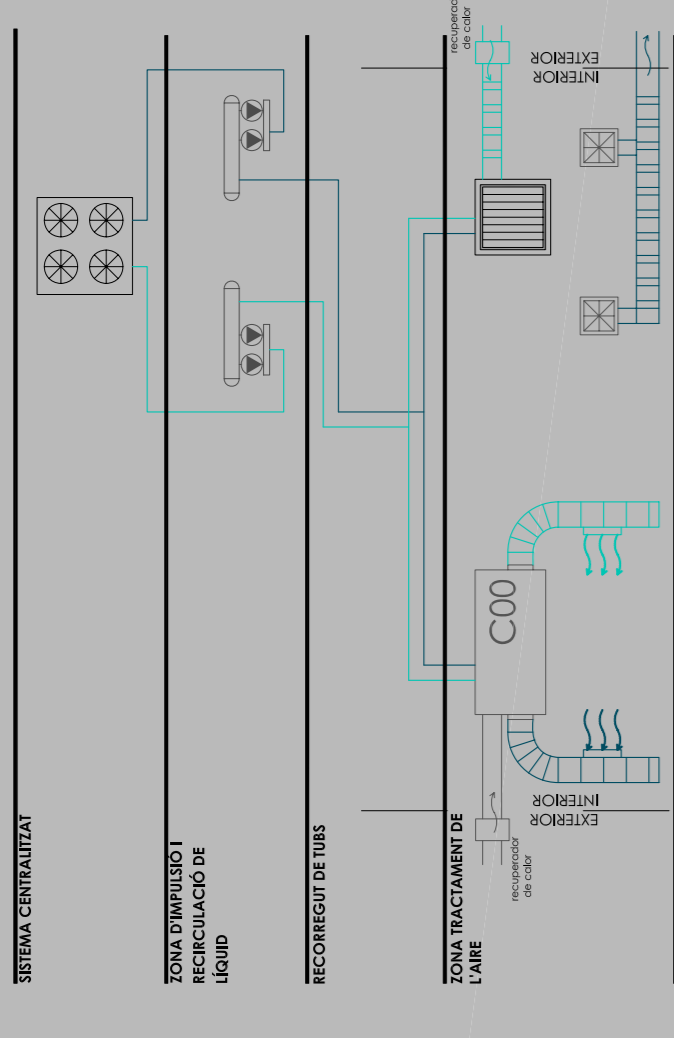 SISTEMA CENTRALITZAT
ZONA D'IMPULSIÓ I
RECIRCULACIÓ DE
LÍQUID
RECORREGUT DE TUBS
ZONA TRACTAMENT DE
L'AIRE
recuperador
de calor
EXTERIOR
INTERIOR
C00
EXTERIOR
INTERIOR
recuperad
de calor